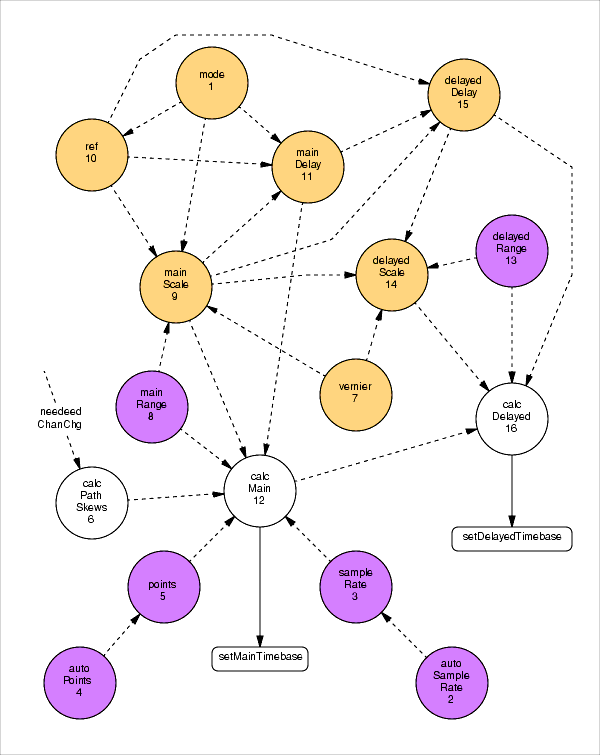 mode
1
delayed
Delay
15
ref
10
main
Delay
11
delayed
Range
13
main
Scale
9
delayed
Scale
14
vernier
7
main
Range
8
needeed
ChanChg
calc
Delayed
16
calc
Path
Skews
6
calc
Main
12
setDelayedTimebase
points
5
sample
Rate
3
setMainTimebase
auto
Points
4
auto
Sample
Rate
2